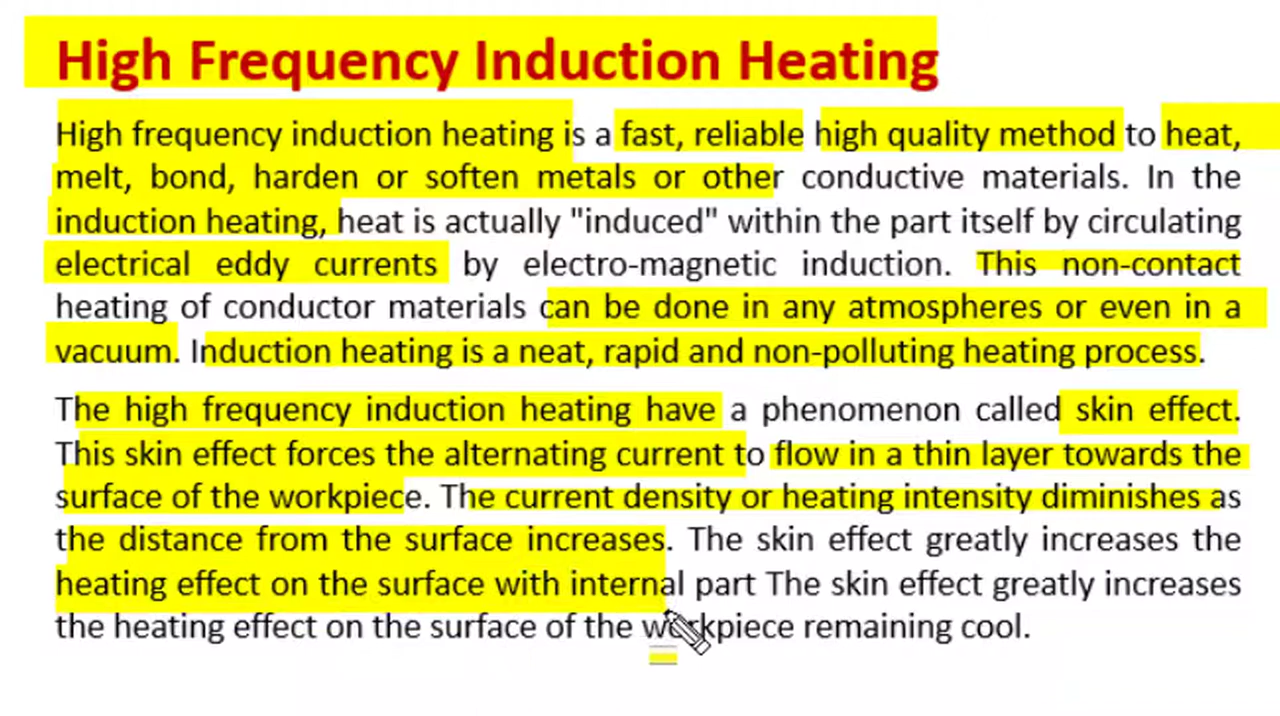 High Frequency Induction Heating
High frequency induction heating is a fast, reliable high quality method to heat,
melt, bond, harden or soften metals or other conductive materials. In the
induction heating, heat is actually "induced" within the part itself by circulating
electrical eddy currents by electro-magnetic induction. This non-contact
heating of conductor materials can be done in any atmospheres or even in a
vacuum. Induction heating is a neat, rapid and non-polluting heating process.
The high frequency induction heating have a phenomenon called skin effect.
This skin effect forces the alternating current to flow in a thin layer towards the
surface of the workpiece. The current density or heating intensity diminishes as
the distance from the surface increases. The skin effect greatly increases the
heating effect on the surface with internal part The skin effect greatly increases
the heating effect on the surface of the workpiece remaining cool.